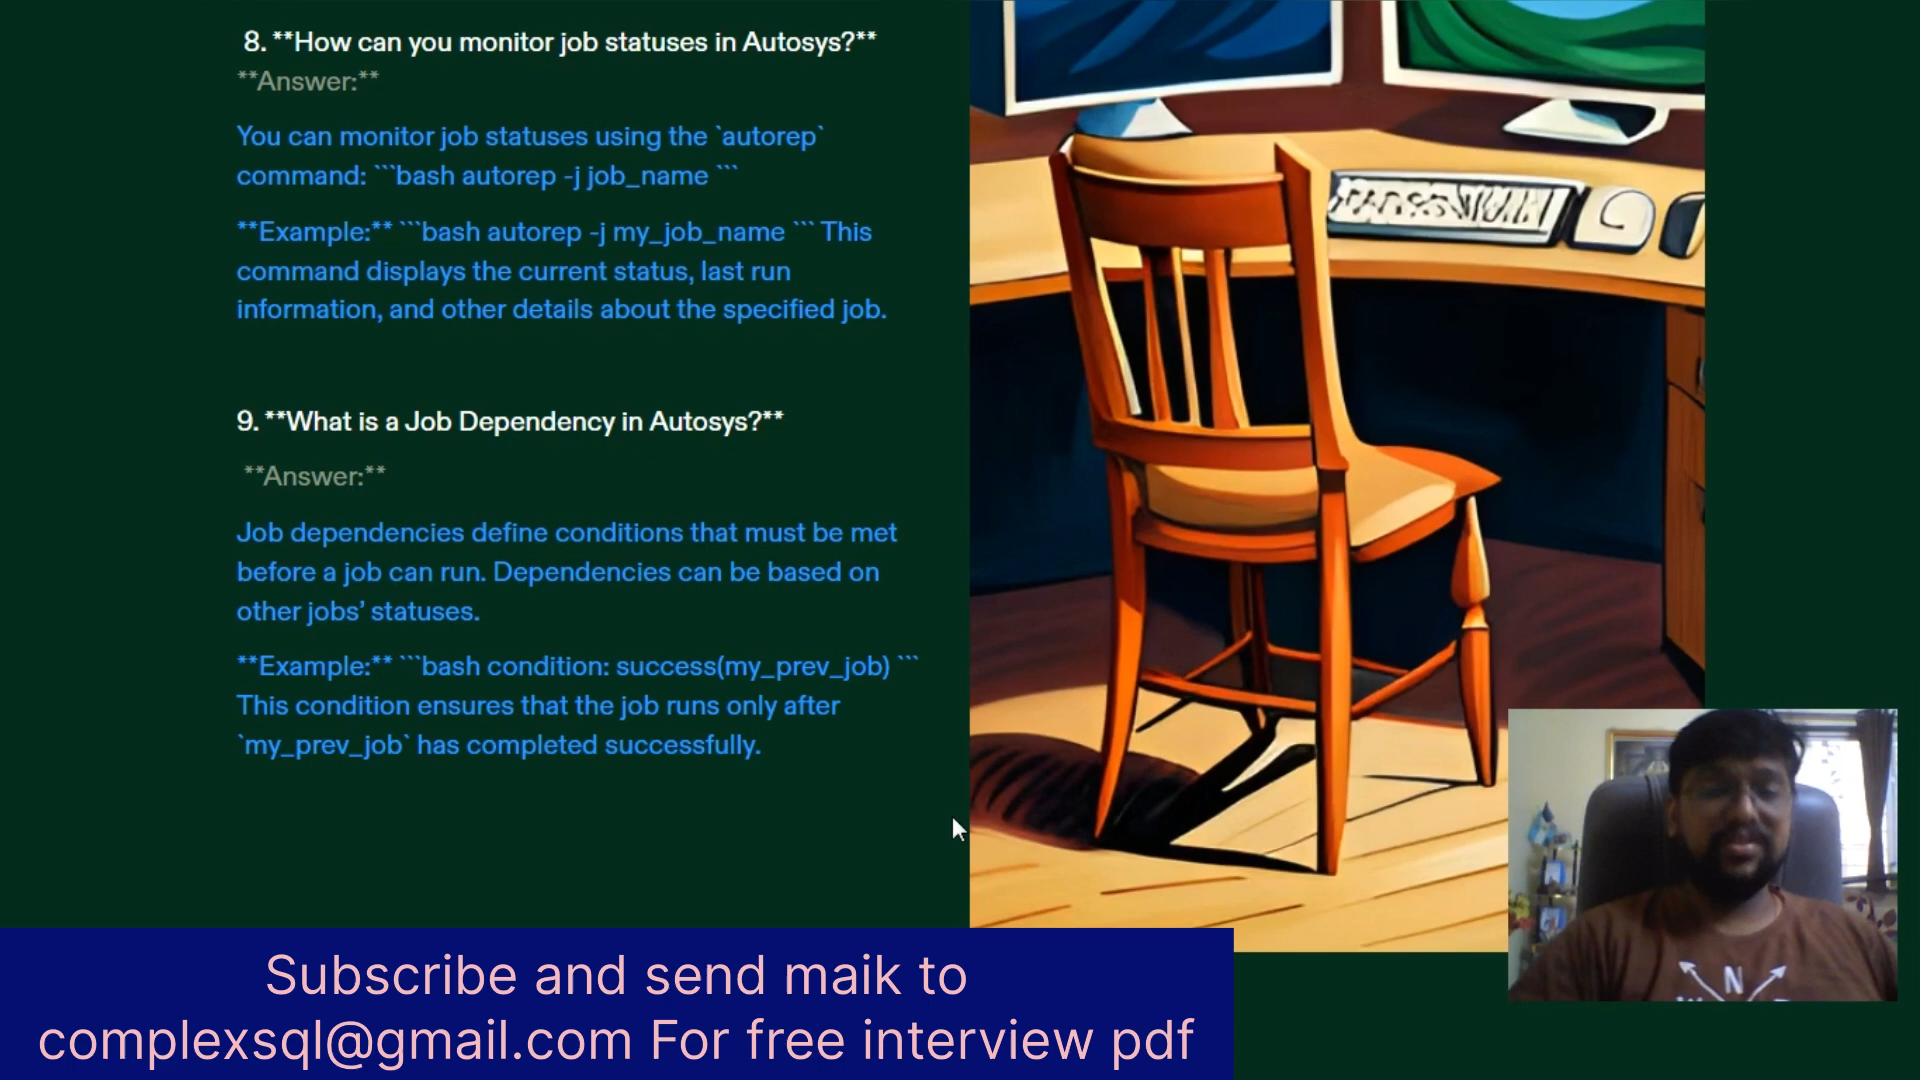 8. **How can you monitor job statuses in Autosys?**
**Answer:**
You can monitor job statuses using the `autorep`
command: ```bash autorep -j job_name ```
**Example:** ```bash autorep -j my_job_name ``` This
command displays the current status, last run
information, and other details about the specified job.
9. **What is a Job Dependency in Autosys?**
**Answer:**
Job dependencies define conditions that must be met
before a job can run. Dependencies can be based on
other jobs’ statuses.
**Example:** ```bash condition: success(my_prev_job) ```
This condition ensures that the job runs only after
`my_prev_job` has completed successfully.
N
Subscribe and send maik to
complexsql@gmail.com For free interview pdf